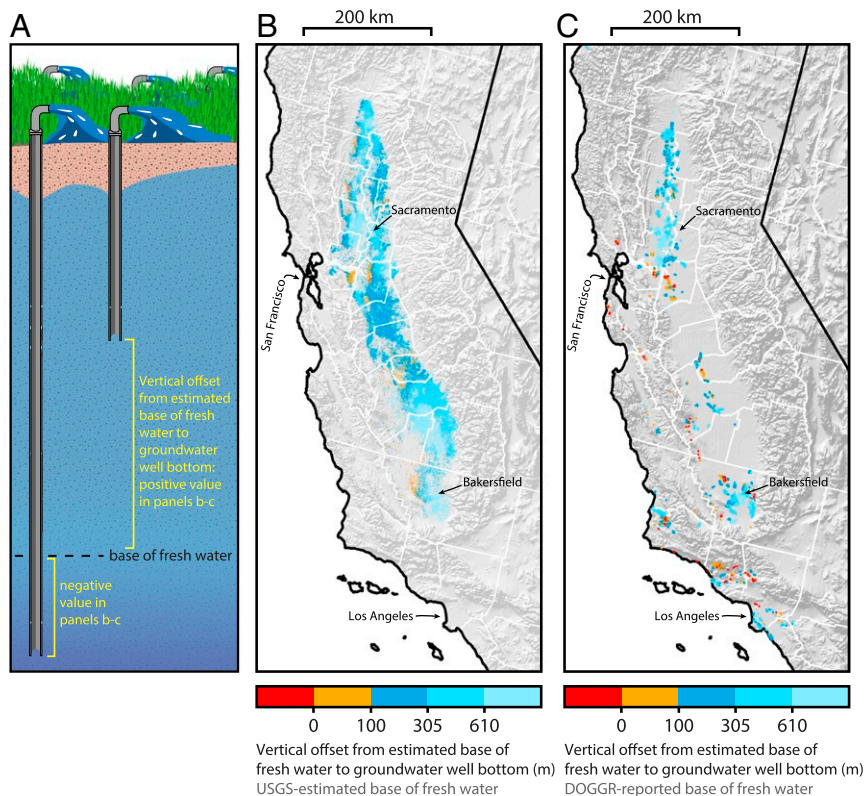 A
Vertical offset
from estimated
base of fresh
water to
groundwater
well bottom:
positive value
in panels b-c
base of fresh water
negative
value in
panels b-c
B
200 km
Sacramento
San Francisco
Bakersfield
Los Angeles
0 100 305 610
Vertical offset from estimated base of
fresh water to groundwater well bottom (m)
USGS-estimated base of fresh water
C
200 km
Sacramento
San Francisco
Bakersfield
Los Angeles
0 100 305 610
Vertical offset from estimated base of
fresh water to groundwater well bottom (m)
DOGGR-reported base of fresh water